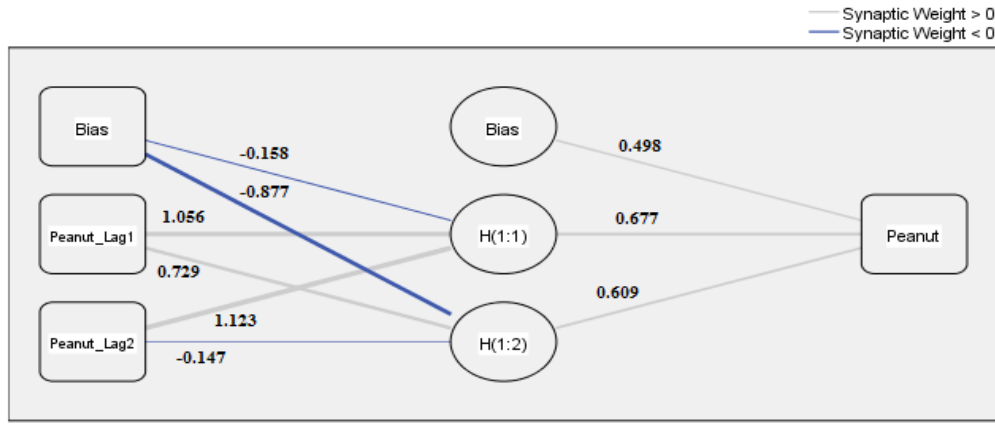 Synaptic Weight > 0
Synaptic Weight < 0
Bias
Bias
-0.158
0.498
-0.877
1.056
0.677
Peanut_Lag1
H(1:1)
Peanut
0.729
0.609
1.123
Peanut_Lag2
H(1:2)
-0.147